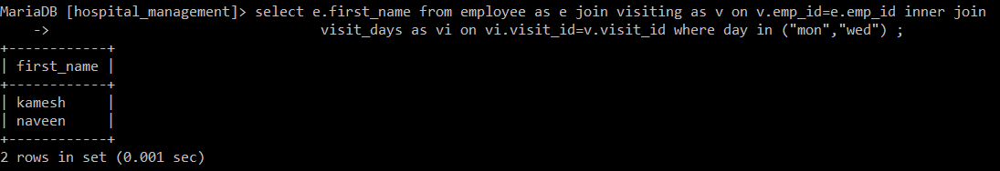 MariaDB [hospital_management]> select e.first_name from employee as e join visiting as v on v.emp_id=e.emp_id inner join
    ->                                  visit_days as vi on vi.visit_id=v.visit_id where day in ("mon","wed") ;
+------------+
| first_name |
+------------+
| kamesh     |
| naveen     |
+------------+
2 rows in set (0.001 sec)